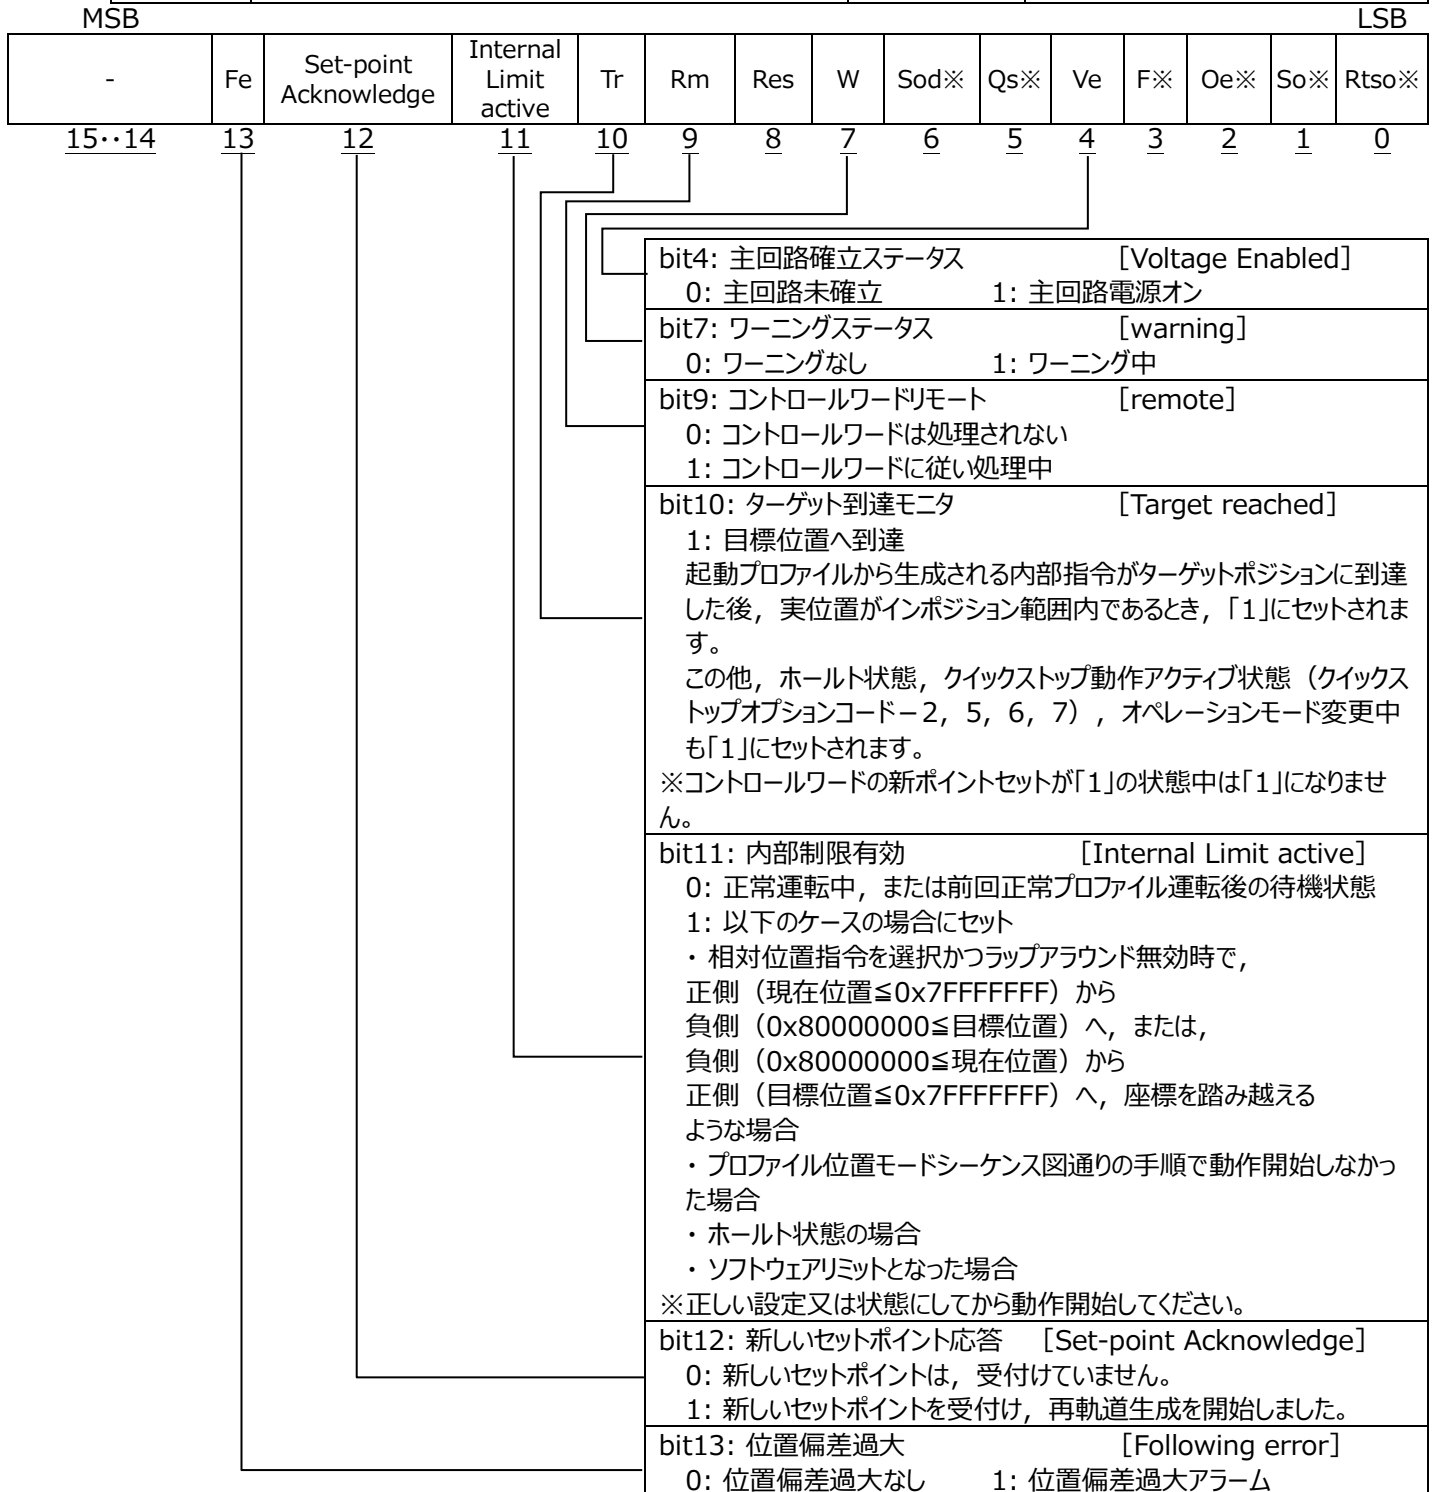 MSB LSB
- Fe Set-point Acknowledge Internal Limit active Tr Rm Res W Sod※ Qs※ Ve F※ Oe※ So※ Rtso※
15‥14 13 12 11 10 9 8 7 6 5 4 3 2 1 0
bit4: 主回路確立ステータス [Voltage Enabled]
0: 主回路未確立 1: 主回路電源オン
bit7: ワーニングステータス [warning]
0: ワーニングなし 1: ワーニング中
bit9: コントロールワードリモート [remote]
0: コントロールワードは処理されない
1: コントロールワードに従い処理中
bit10: ターゲット到達モニタ [Target reached]
1: 目標位置へ到達
起動プロファイルから生成される内部指令がターゲットポジションに到達
した後，実位置がインポジション範囲内であるとき，「1」にセットされま
す。
この他，ホールト状態，クイックストップ動作アクティブ状態（クイックス
トップオプションコード－2，5，6，7），オペレーションモード変更中
も「1」にセットされます。
※コントロールワードの新ポイントセットが「1」の状態中は「1」になりませ
ん。
bit11: 内部制限有効 [Internal Limit active]
0: 正常運転中，または前回正常プロファイル運転後の待機状態
1: 以下のケースの場合にセット
・相対位置指令を選択かつラップアラウンド無効時で，
正側（現在位置≦0x7FFFFFFF）から
負側（0x80000000≦目標位置）へ，または，
負側（0x80000000≦現在位置）から
正側（目標位置≦0x7FFFFFFF）へ，座標を踏み越える
ような場合
・プロファイル位置モードシーケンス図通りの手順で動作開始しなかっ
た場合
・ホールト状態の場合
・ソフトウェアリミットとなった場合
※正しい設定又は状態にしてから動作開始してください。
bit12: 新しいセットポイント応答 [Set-point Acknowledge]
0: 新しいセットポイントは，受付けていません。
1: 新しいセットポイントを受付け，再軌道生成を開始しました。
bit13: 位置偏差過大 [Following error]
0: 位置偏差過大なし 1: 位置偏差過大アラーム